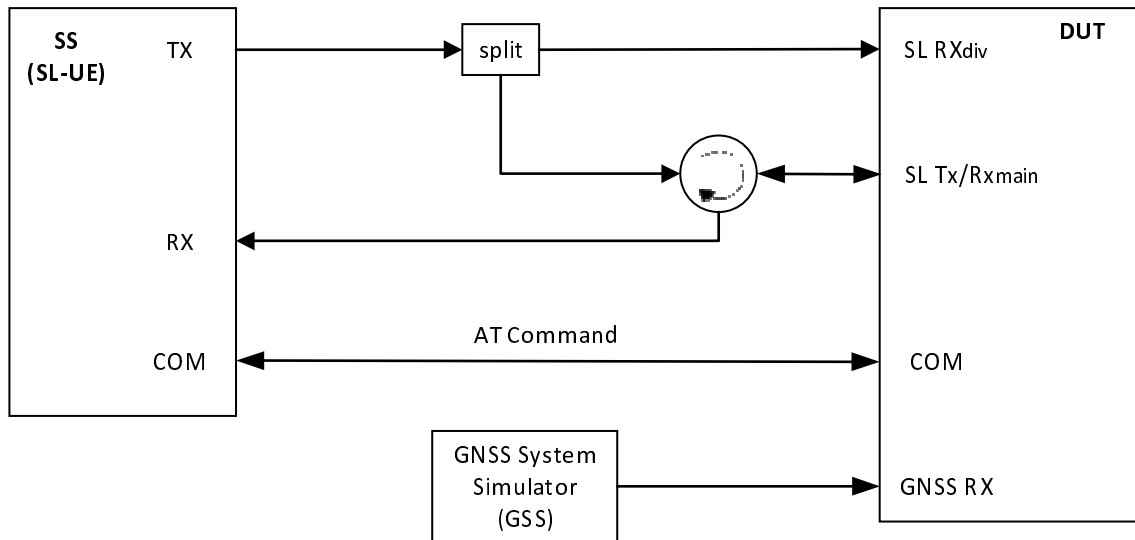 SS
(SL-UE)
TX
split
SL RXdiv
DUT
SL Tx/Rxmain
RX
AT Command
COM
COM
GNSS System
Simulator
(GSS)
GNSS RX